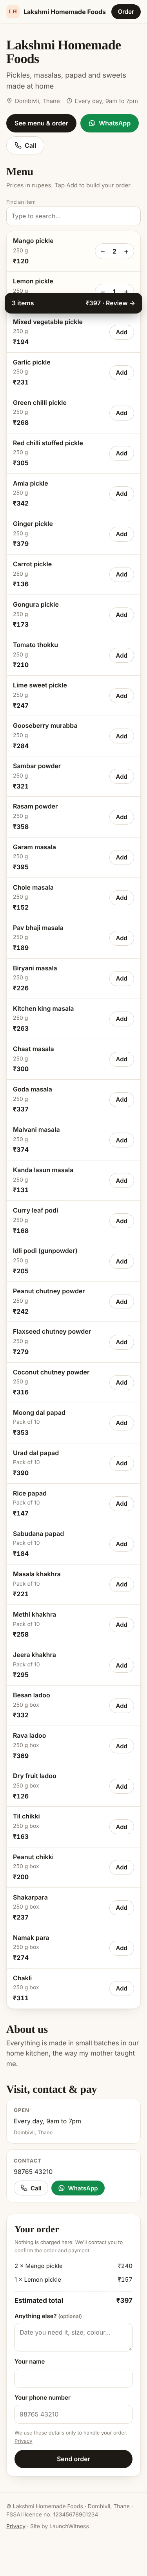 LH Lakshmi Homemade Foods Order
Lakshmi Homemade
Foods
Pickles, masalas, papad and sweets
made at home
Dombivli, Thane Every day, 9am to 7pm
See menu & order WhatsApp
Call
Menu
Prices in rupees. Tap Add to build your order.
Find an item
Type to search...
Mango pickle
250 g
₹120
− 2 +
Lemon pickle
250 g
− 1 +
3 items ₹397 · Review →
Mixed vegetable pickle
250 g
₹194
Add
Garlic pickle
250 g
₹231
Add
Green chilli pickle
250 g
₹268
Add
Red chilli stuffed pickle
250 g
₹305
Add
Amla pickle
250 g
₹342
Add
Ginger pickle
250 g
₹379
Add
Carrot pickle
250 g
₹136
Add
Gongura pickle
250 g
₹173
Add
Tomato thokku
250 g
₹210
Add
Lime sweet pickle
250 g
₹247
Add
Gooseberry murabba
250 g
₹284
Add
Sambar powder
250 g
₹321
Add
Rasam powder
250 g
₹358
Add
Garam masala
250 g
₹395
Add
Chole masala
250 g
₹152
Add
Pav bhaji masala
250 g
₹189
Add
Biryani masala
250 g
₹226
Add
Kitchen king masala
250 g
₹263
Add
Chaat masala
250 g
₹300
Add
Goda masala
250 g
₹337
Add
Malvani masala
250 g
₹374
Add
Kanda lasun masala
250 g
₹131
Add
Curry leaf podi
250 g
₹168
Add
Idli podi (gunpowder)
250 g
₹205
Add
Peanut chutney powder
250 g
₹242
Add
Flaxseed chutney powder
250 g
₹279
Add
Coconut chutney powder
250 g
₹316
Add
Moong dal papad
Pack of 10
₹353
Add
Urad dal papad
Pack of 10
₹390
Add
Rice papad
Pack of 10
₹147
Add
Sabudana papad
Pack of 10
₹184
Add
Masala khakhra
Pack of 10
₹221
Add
Methi khakhra
Pack of 10
₹258
Add
Jeera khakhra
Pack of 10
₹295
Add
Besan ladoo
250 g box
₹332
Add
Rava ladoo
250 g box
₹369
Add
Dry fruit ladoo
250 g box
₹126
Add
Til chikki
250 g box
₹163
Add
Peanut chikki
250 g box
₹200
Add
Shakarpara
250 g box
₹237
Add
Namak para
250 g box
₹274
Add
Chakli
250 g box
₹311
Add
About us
Everything is made in small batches in our
home kitchen, the way my mother taught
me.
Visit, contact & pay
OPEN
Every day, 9am to 7pm
Dombivli, Thane
CONTACT
98765 43210
Call WhatsApp
Your order
Nothing is charged here. We'll contact you to
confirm the order and payment.
2 × Mango pickle ₹240
1 × Lemon pickle ₹157
Estimated total ₹397
Anything else? (optional)
Date you need it, size, colour...
Your name
Your phone number
98765 43210
We use these details only to handle your order.
Privacy
Send order
© Lakshmi Homemade Foods · Dombivli, Thane ·
FSSAI licence no. 12345678901234
Privacy · Site by LaunchWitness